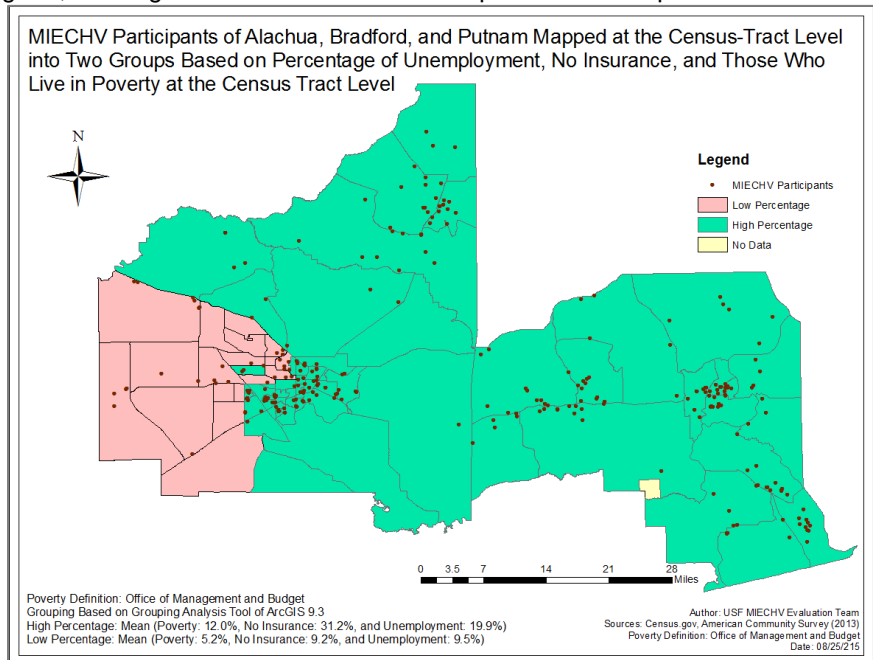 MIECHV Participants of Alachua, Bradford, and Putnam Mapped at the Census-Tract Level
into Two Groups Based on Percentage of Unemployment, No Insurance, and Those Who
Live in Poverty at the Census Tract Level
N
Legend
MIECHV Participants
Low Percentage
High Percentage
No Data
0 3.5 7 14 21 28
Miles
Poverty Definition: Office of Management and Budget
Grouping Based on Grouping Analysis Tool of ArcGIS 9.3
High Percentage: Mean (Poverty: 12.0%, No Insurance: 31.2%, and Unemployment: 19.9%)
Low Percentage: Mean (Poverty: 5.2%, No Insurance: 9.2%, and Unemployment: 9.5%)
Author: USF MIECHV Evaluation Team
Sources: Census.gov, American Community Survey (2013)
Poverty Definition: Office of Management and Budget
Date: 08/25/215